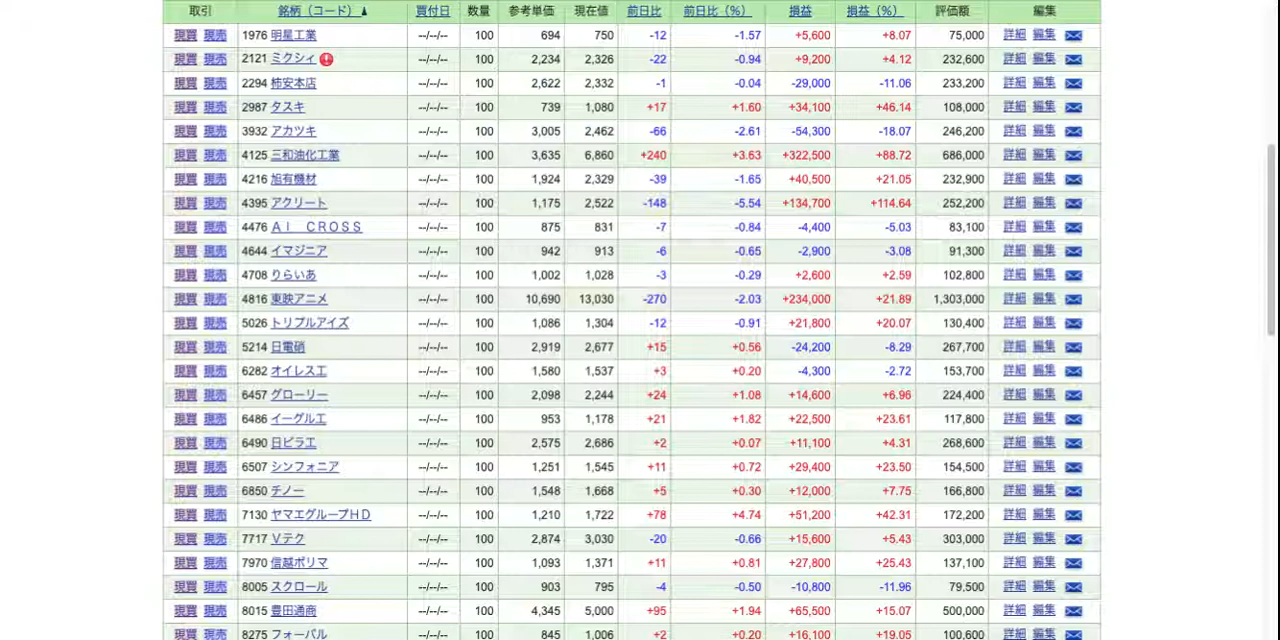 取引 銘柄（コード）▲ 買付日 数量 参考単価 現在値 前日比 前日比（％） 損益 損益（％） 評価額 編集
現買 現売 1976 明星工業 --/--/-- 100 694 750 -12 -1.57 +5,600 +8.07 75,000 詳細 編集
現買 現売 2121 ミクシィ --/--/-- 100 2,234 2,326 -22 -0.94 +9,200 +4.12 232,600 詳細 編集
現買 現売 2294 柿安本店 --/--/-- 100 2,622 2,332 -1 -0.04 -29,000 -11.06 233,200 詳細 編集
現買 現売 2987 タスキ --/--/-- 100 739 1,080 +17 +1.60 +34,100 +46.14 108,000 詳細 編集
現買 現売 3932 アカツキ --/--/-- 100 3,005 2,462 -66 -2.61 -54,300 -18.07 246,200 詳細 編集
現買 現売 4125 三和油化工業 --/--/-- 100 3,635 6,860 +240 +3.63 +322,500 +88.72 686,000 詳細 編集
現買 現売 4216 旭有機材 --/--/-- 100 1,924 2,329 -39 -1.65 +40,500 +21.05 232,900 詳細 編集
現買 現売 4395 アクリート --/--/-- 100 1,175 2,522 -148 -5.54 +134,700 +114.64 252,200 詳細 編集
現買 現売 4476 ＡＩ　ＣＲＯＳＳ --/--/-- 100 875 831 -7 -0.84 -4,400 -5.03 83,100 詳細 編集
現買 現売 4644 イマジニア --/--/-- 100 942 913 -6 -0.65 -2,900 -3.08 91,300 詳細 編集
現買 現売 4708 りらいあ --/--/-- 100 1,002 1,028 -3 -0.29 +2,600 +2.59 102,800 詳細 編集
現買 現売 4816 東映アニメ --/--/-- 100 10,690 13,030 -270 -2.03 +234,000 +21.89 1,303,000 詳細 編集
現買 現売 5026 トリプルアイズ --/--/-- 100 1,086 1,304 -12 -0.91 +21,800 +20.07 130,400 詳細 編集
現買 現売 5214 日電硝 --/--/-- 100 2,919 2,677 +15 +0.56 -24,200 -8.29 267,700 詳細 編集
現買 現売 6282 オイレス工 --/--/-- 100 1,580 1,537 +3 +0.20 -4,300 -2.72 153,700 詳細 編集
現買 現売 6457 グローリー --/--/-- 100 2,098 2,244 +24 +1.08 +14,600 +6.96 224,400 詳細 編集
現買 現売 6486 イーグル工 --/--/-- 100 953 1,178 +21 +1.82 +22,500 +23.61 117,800 詳細 編集
現買 現売 6490 日ピラエ --/--/-- 100 2,575 2,686 +2 +0.07 +11,100 +4.31 268,600 詳細 編集
現買 現売 6507 シンフォニア --/--/-- 100 1,251 1,545 +11 +0.72 +29,400 +23.50 154,500 詳細 編集
現買 現売 6850 チノー --/--/-- 100 1,548 1,668 +5 +0.30 +12,000 +7.75 166,800 詳細 編集
現買 現売 7130 ヤマエグループＨＤ --/--/-- 100 1,210 1,722 +78 +4.74 +51,200 +42.31 172,200 詳細 編集
現買 現売 7717 Ｖテク --/--/-- 100 2,874 3,030 -20 -0.66 +15,600 +5.43 303,000 詳細 編集
現買 現売 7970 信越ポリマ --/--/-- 100 1,093 1,371 +11 +0.81 +27,800 +25.43 137,100 詳細 編集
現買 現売 8005 スクロール --/--/-- 100 903 795 -4 -0.50 -10,800 -11.96 79,500 詳細 編集
現買 現売 8015 豊田通商 --/--/-- 100 4,345 5,000 +95 +1.94 +65,500 +15.07 500,000 詳細 編集
現買 現売 8275 フォーバル --/--/-- 100 845 1,006 +2 +0.20 +16,100 +19.05 100,600 詳細 編集